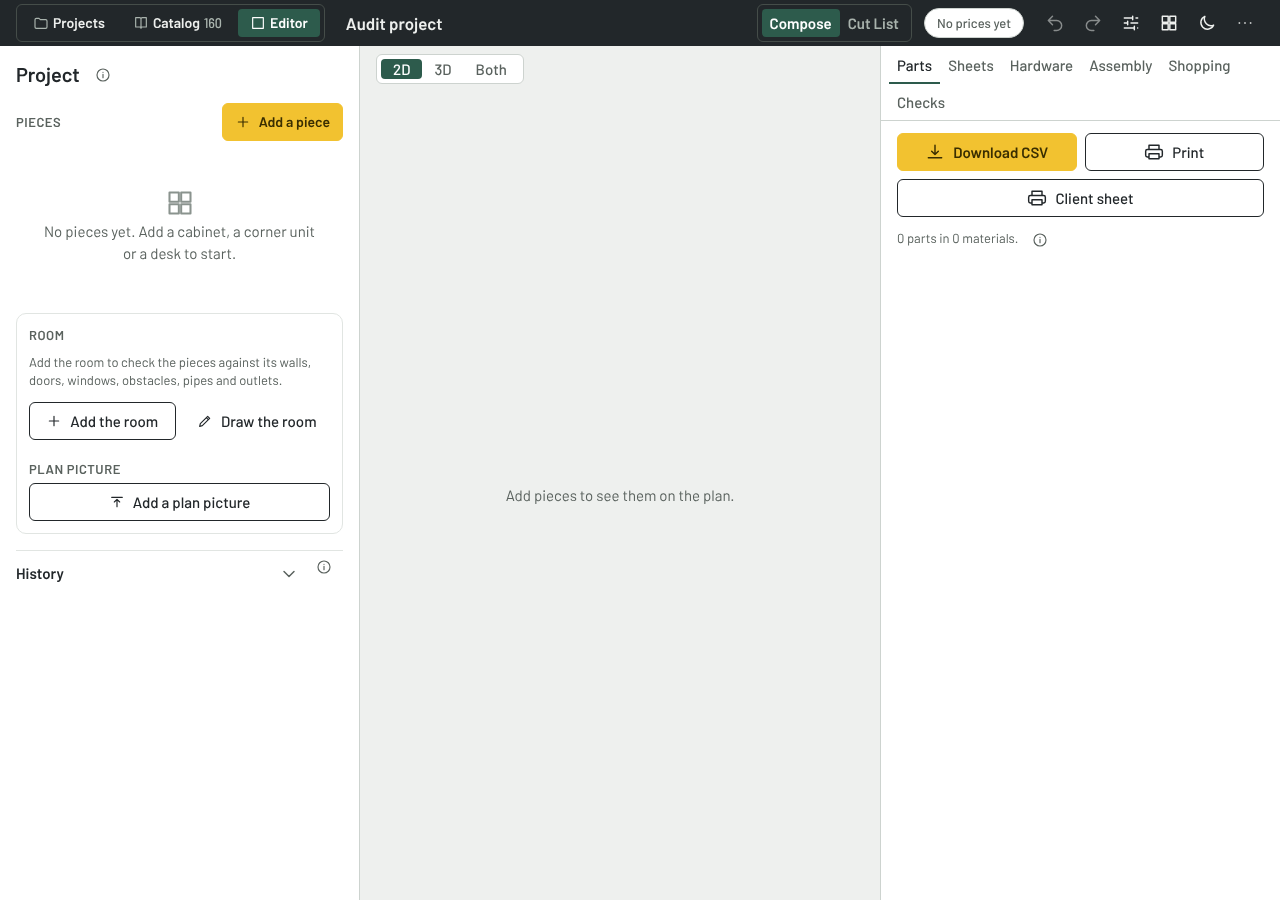 Projects
Catalog 160
Editor
Audit project
Compose
Cut List
No prices yet
Project
PIECES
Add a piece
No pieces yet. Add a cabinet, a corner unit
or a desk to start.
ROOM
Add the room to check the pieces against its walls,
doors, windows, obstacles, pipes and outlets.
Add the room
Draw the room
PLAN PICTURE
Add a plan picture
History
2D
3D
Both
Add pieces to see them on the plan.
Parts
Sheets
Hardware
Assembly
Shopping
Checks
Download CSV
Print
Client sheet
0 parts in 0 materials.